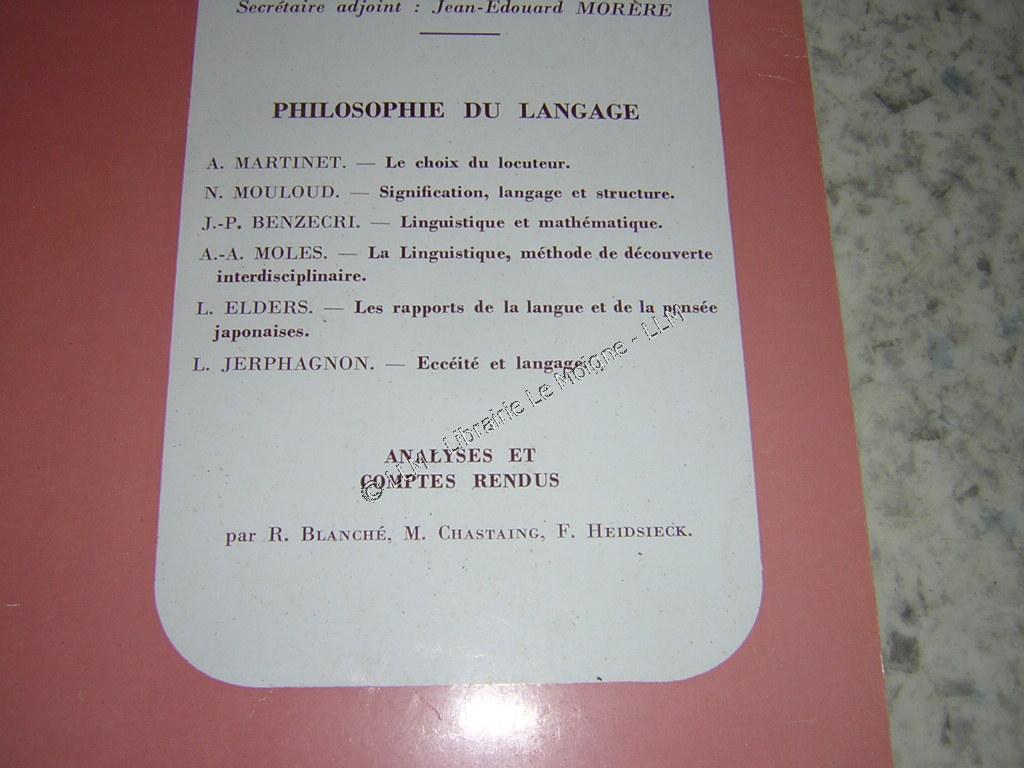 Secrétaire adjoint : Jean-Edouard MORÈRE
PHILOSOPHIE DU LANGAGE
A. MARTINET. — Le choix du locuteur.
N. MOULOUD. — Signification, langage et structure.
J.-P. BENZECRI. — Linguistique et mathématique.
A.-A. MOLES. — La Linguistique, méthode de découverte
interdisciplinaire.
L. ELDERS. — Les rapports de la langue et de la pensée
japonaises.
L. JERPHAGNON. — Eccéité et langage.
© LLM - Librairie Le Moigne - LLM
ANALYSES ET
COMPTES RENDUS
par R. BLANCHÉ, M. CHASTAING, F. HEIDSIECK.